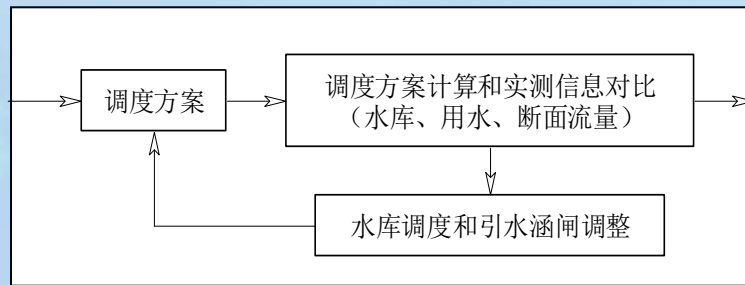 调度方案
调度方案计算和实测信息对比
（水库、用水、断面流量）
水库调度和引水涵闸调整